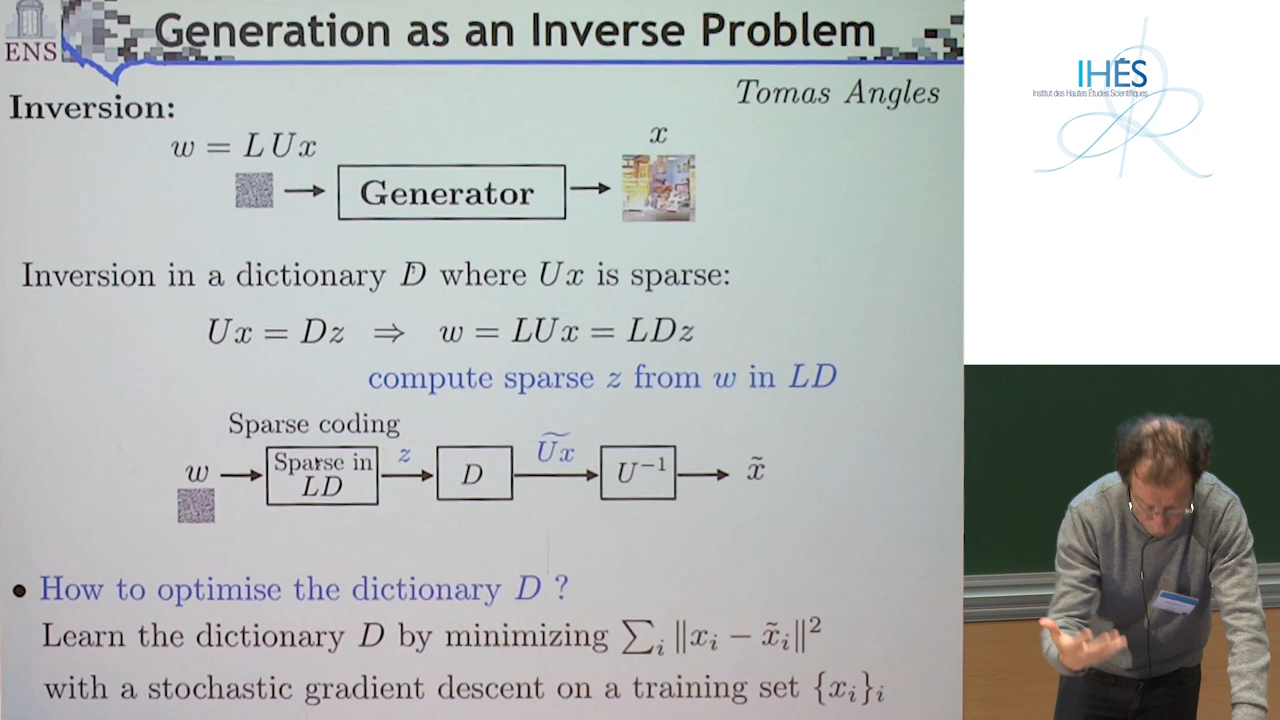 Generation as an Inverse Problem
ENS
Tomas Angles
Inversion:
w = LUx
x
Generator
Inversion in a dictionary D where Ux is sparse:
Ux = Dz ⇒ w = LUx = LDz
compute sparse z from w in LD
Sparse coding
w
Sparse in
LD
z
D
Ũx
U⁻¹
x̃
• How to optimise the dictionary D ?
Learn the dictionary D by minimizing ∑ᵢ ‖xᵢ − x̃ᵢ‖²
with a stochastic gradient descent on a training set {xᵢ}ᵢ
IHÉS
Institut des Hautes Études Scientifiques